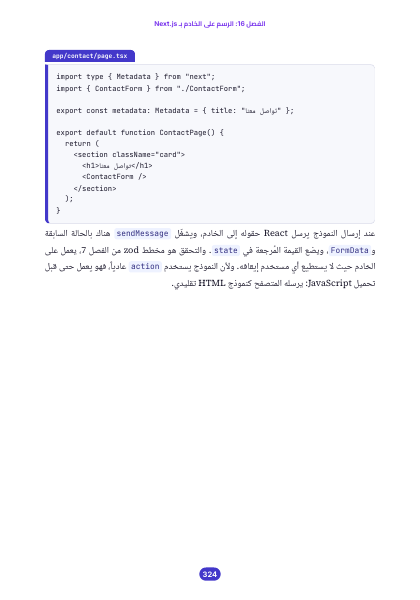 الفصل 16: الرسم على الخادم بـ Next.js
app/contact/page.tsx
import type { Metadata } from "next";
import { ContactForm } from "./ContactForm";
export const metadata: Metadata = { title: "تواصل معنا" };
export default function ContactPage() {
return (
<section className="card">
<h1>تواصل معنا</h1>
<ContactForm />
</section>
);
}
عند إرسال النموذج يرسل React حقوله إلى الخادم، ويشغّل sendMessage هناك بالحالة السابقة
و FormData، ويضع القيمة المُرجعة في state. والتحقق هو مخطط zod من الفصل 7، يعمل على
الخادم حيث لا يستطيع أي مستخدم إيقافه. ولأن النموذج يستخدم action عادياً، فهو يعمل حتى قبل
تحميل JavaScript: يرسله المتصفح كنموذج HTML تقليدي.
324